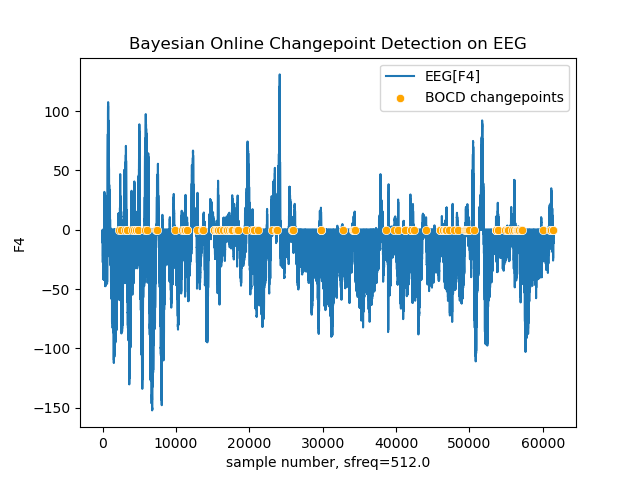 Bayesian Online Changepoint Detection on EEG
EEG[F4]
BOCD changepoints
100
50
0
−50
−100
−150
F4
0 10000 20000 30000 40000 50000 60000
sample number, sfreq=512.0